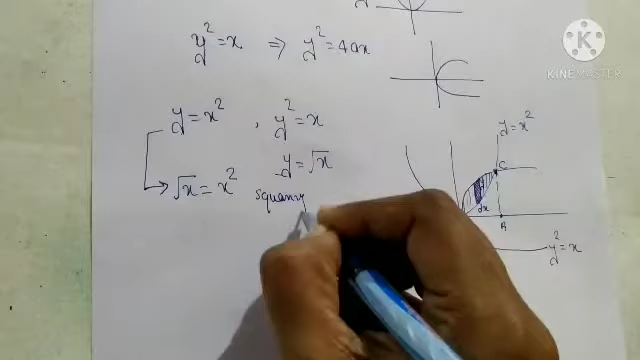 y² = x ⇒ y² = 4ax
KINEMASTER
y = x² , y² = x
y = x²
y = √x
C
√x = x² squaring
dx
A
y² = x